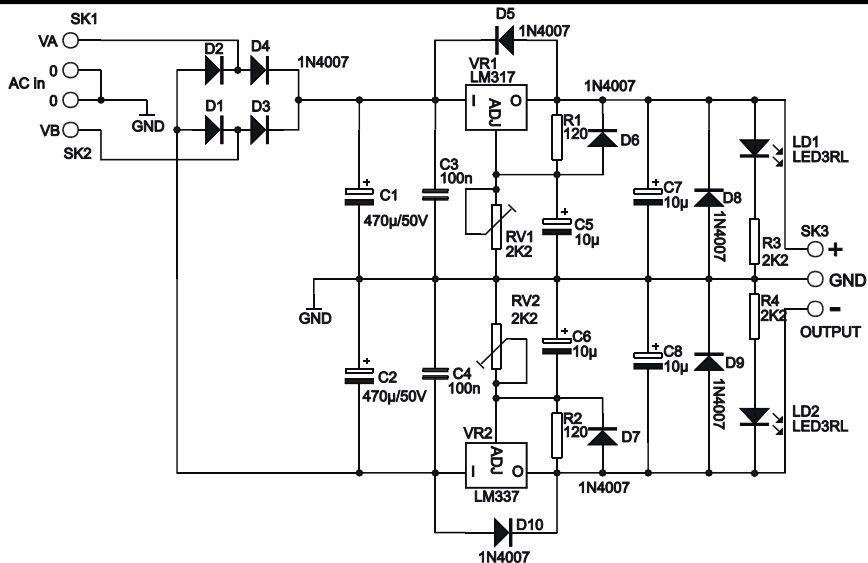 SK1
VA
0
AC in
0
GND
VB
SK2
D2
D4
1N4007
D1
D3
D5
1N4007
VR1
LM317
I
ADJ
O
1N4007
R1
120
D6
C3
100n
+
C1
470µ/50V
RV1
2K2
+
C5
10µ
+
C7
10µ
D8
1N4007
LD1
LED3RL
R3
2K2
SK3
+
GND
-
OUTPUT
GND
RV2
2K2
+
C6
10µ
+
C8
10µ
D9
1N4007
R4
2K2
+
C2
470µ/50V
C4
100n
LD2
LED3RL
VR2
I
ADJ
O
LM337
R2
120
D7
1N4007
D10
1N4007